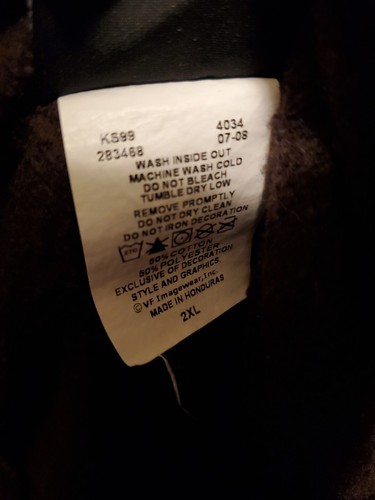 KS99 4034
283468 07-08
WASH INSIDE OUT
MACHINE WASH COLD
DO NOT BLEACH
TUMBLE DRY LOW
REMOVE PROMPTLY
DO NOT DRY CLEAN
DO NOT IRON DECORATION
50% COTTON
50% POLYESTER
EXCLUSIVE OF DECORATION
STYLE AND GRAPHICS.
©VF Imagewear, Inc
MADE IN HONDURAS
2XL